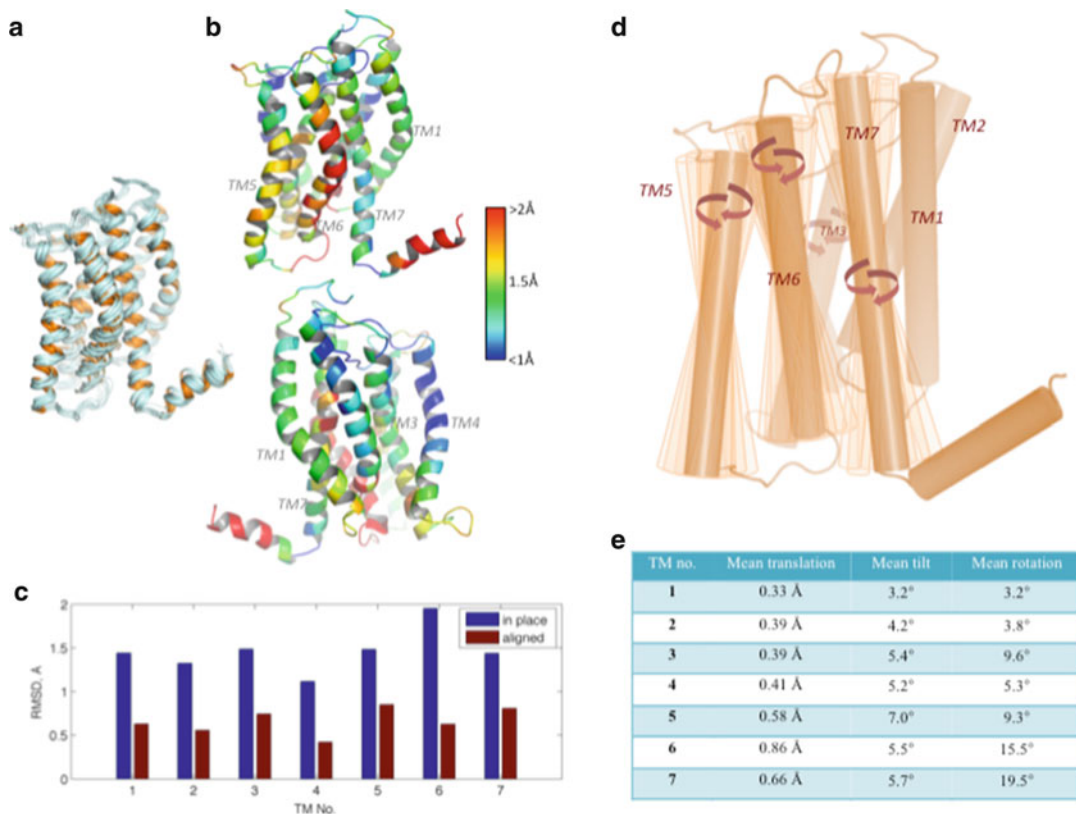 a
b
TM1
TM5
TM6
TM7
>2Å
1.5Å
<1Å
TM1
TM3
TM4
TM7
c
RMSD, Å
2
1.5
1
0.5
0
in place
aligned
1 2 3 4 5 6 7
TM No.
d
TM5
TM7
TM2
TM3
TM1
TM6
e
TM no. Mean translation Mean tilt Mean rotation
1 0.33 Å 3.2° 3.2°
2 0.39 Å 4.2° 3.8°
3 0.39 Å 5.4° 9.6°
4 0.41 Å 5.2° 5.3°
5 0.58 Å 7.0° 9.3°
6 0.86 Å 5.5° 15.5°
7 0.66 Å 5.7° 19.5°